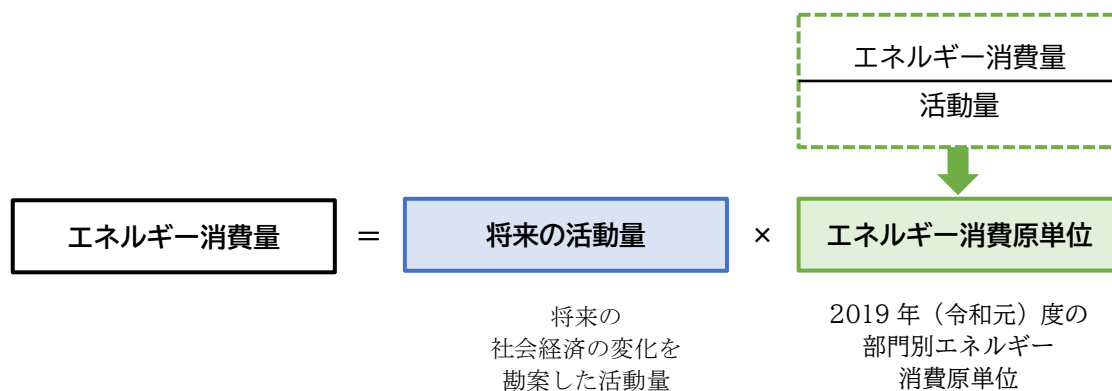 エネルギー消費量
活動量
エネルギー消費量 = 将来の活動量 × エネルギー消費原単位
将来の
社会経済の変化を
勘案した活動量
2019 年（令和元）度の
部門別エネルギー
消費原単位